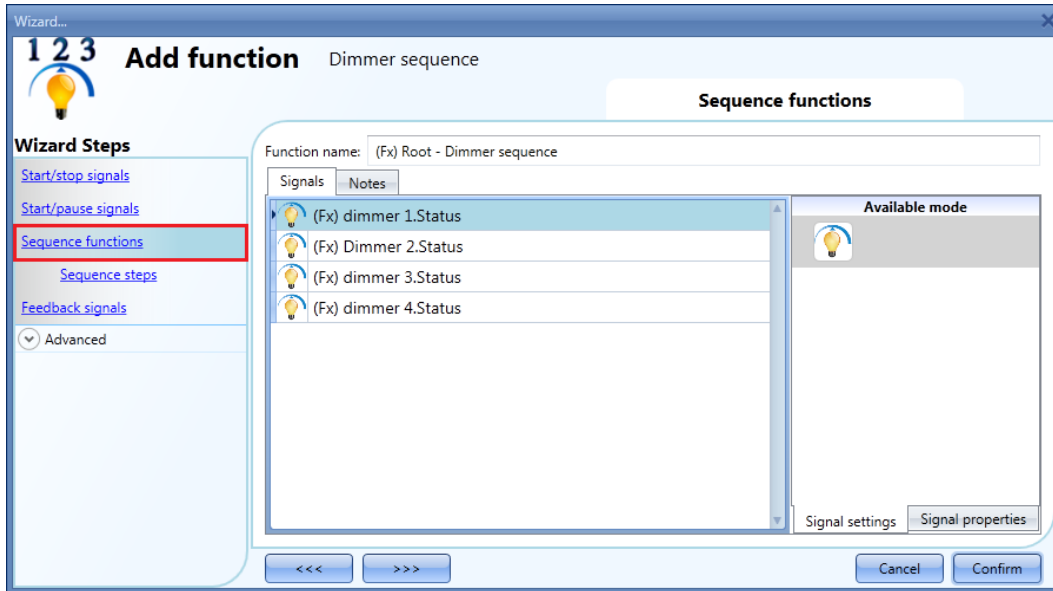 Wizard...
1 2 3
Add function Dimmer sequence
Sequence functions
Wizard Steps
Start/stop signals
Start/pause signals
Sequence functions
Sequence steps
Feedback signals
Advanced
Function name: (Fx) Root - Dimmer sequence
Signals Notes
(Fx) dimmer 1.Status
(Fx) Dimmer 2.Status
(Fx) dimmer 3.Status
(Fx) dimmer 4.Status
Available mode
Signal settings Signal properties
<<< >>> Cancel Confirm